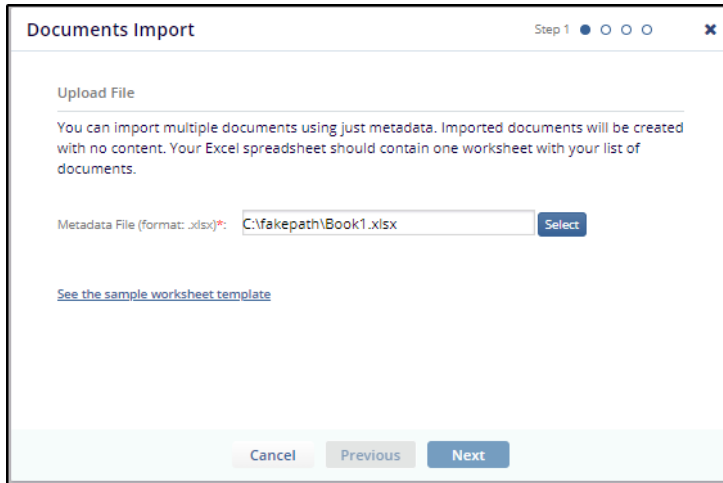 Documents Import
Step 1
Upload File
You can import multiple documents using just metadata. Imported documents will be created
with no content. Your Excel spreadsheet should contain one worksheet with your list of
documents.
Metadata File (format: .xlsx)*: C:\fakepath\Book1.xlsx Select
See the sample worksheet template
Cancel Previous Next